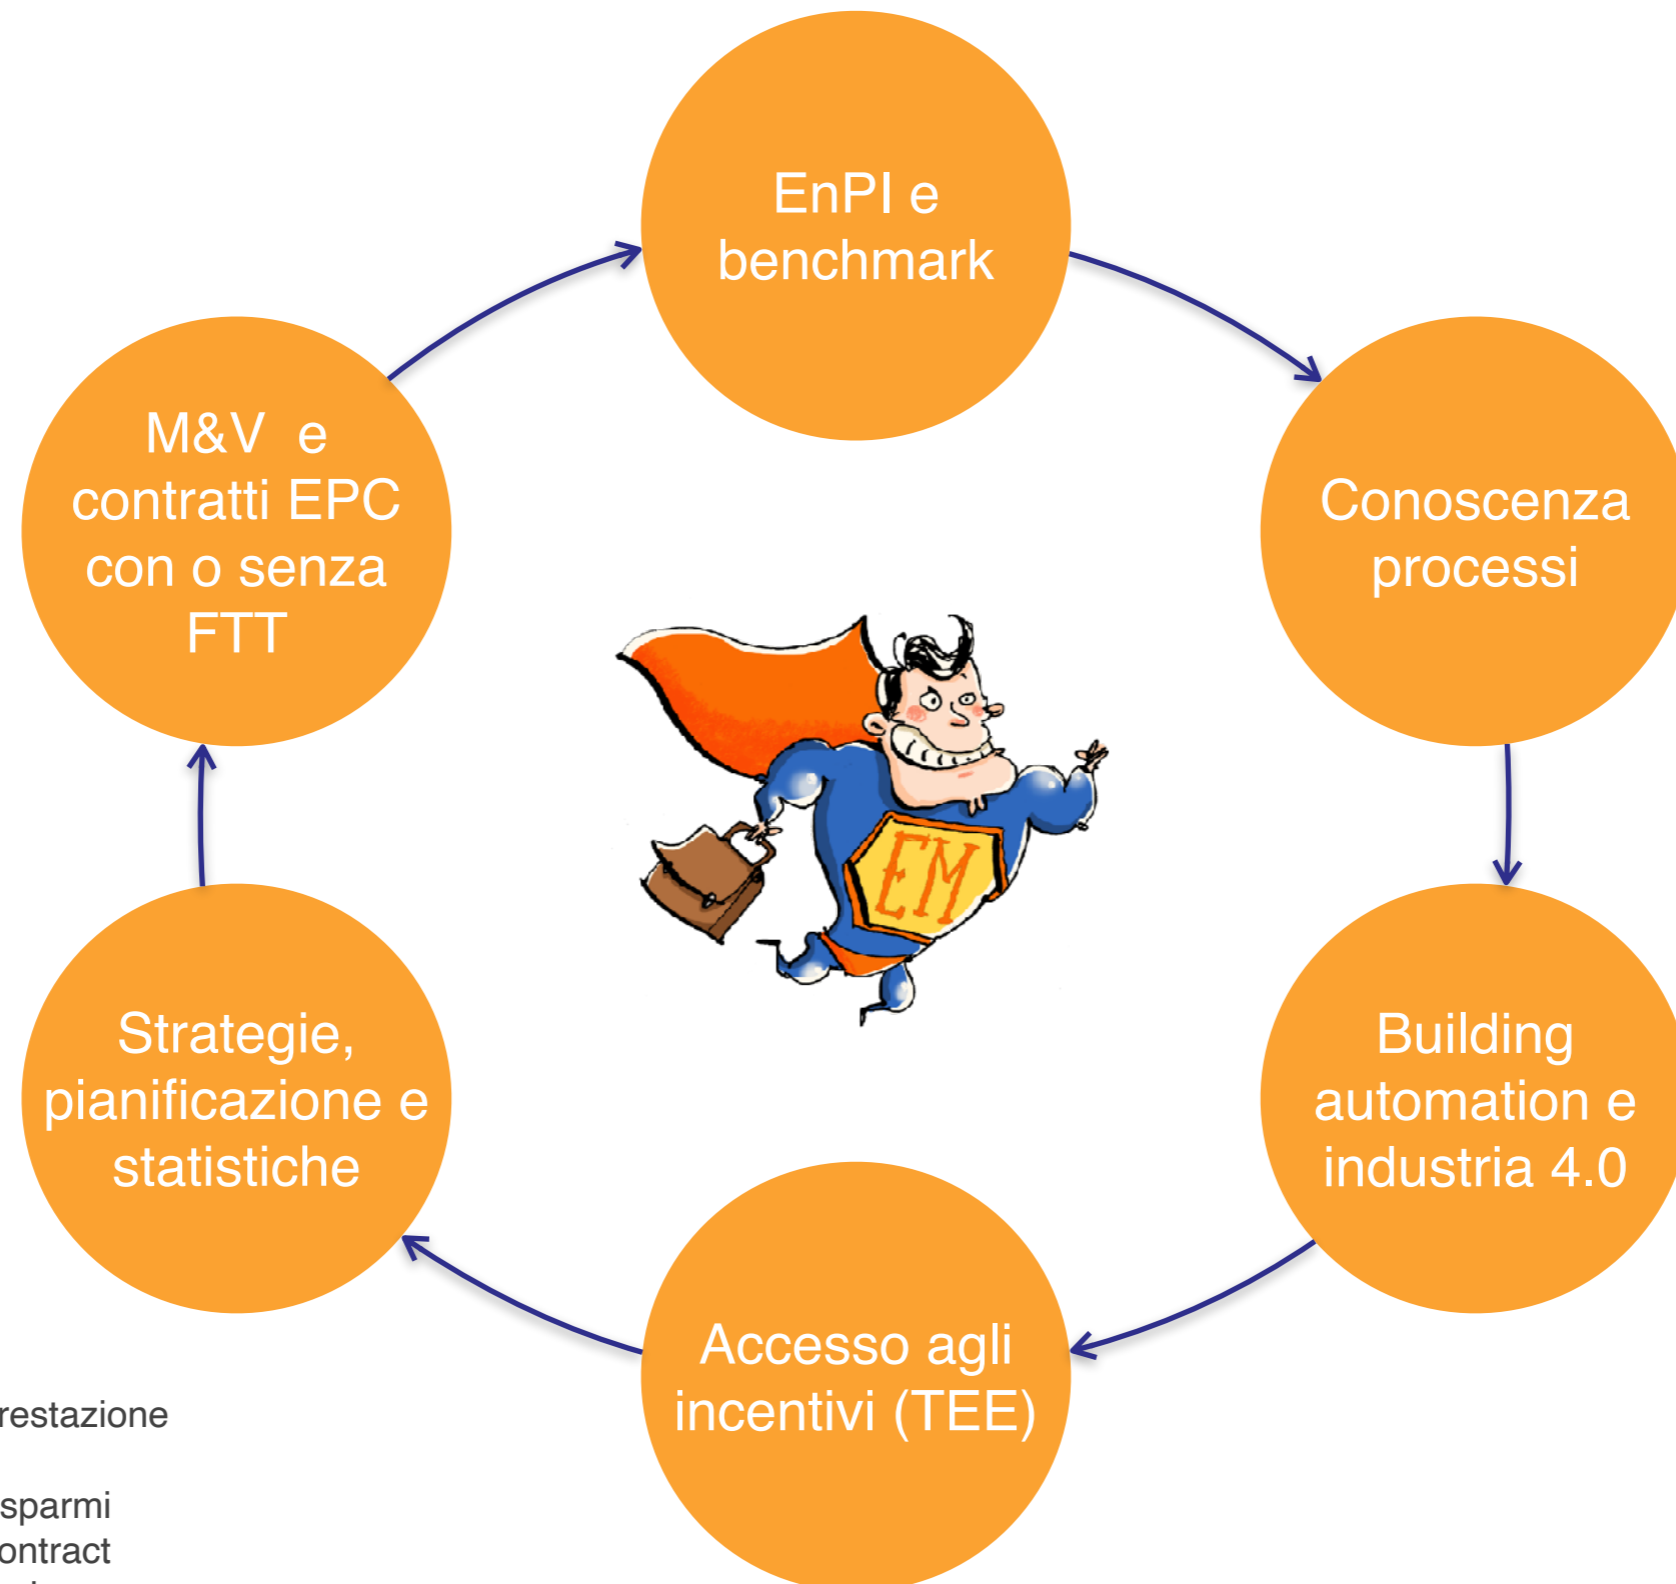 EnPI e
benchmark
Conoscenza
processi
Building
automation e
industria 4.0
Accesso agli
incentivi (TEE)
Strategie,
pianificazione e
statistiche
M&V e
contratti EPC
con o senza
FTT
EM
restazione
sparmi
ontract